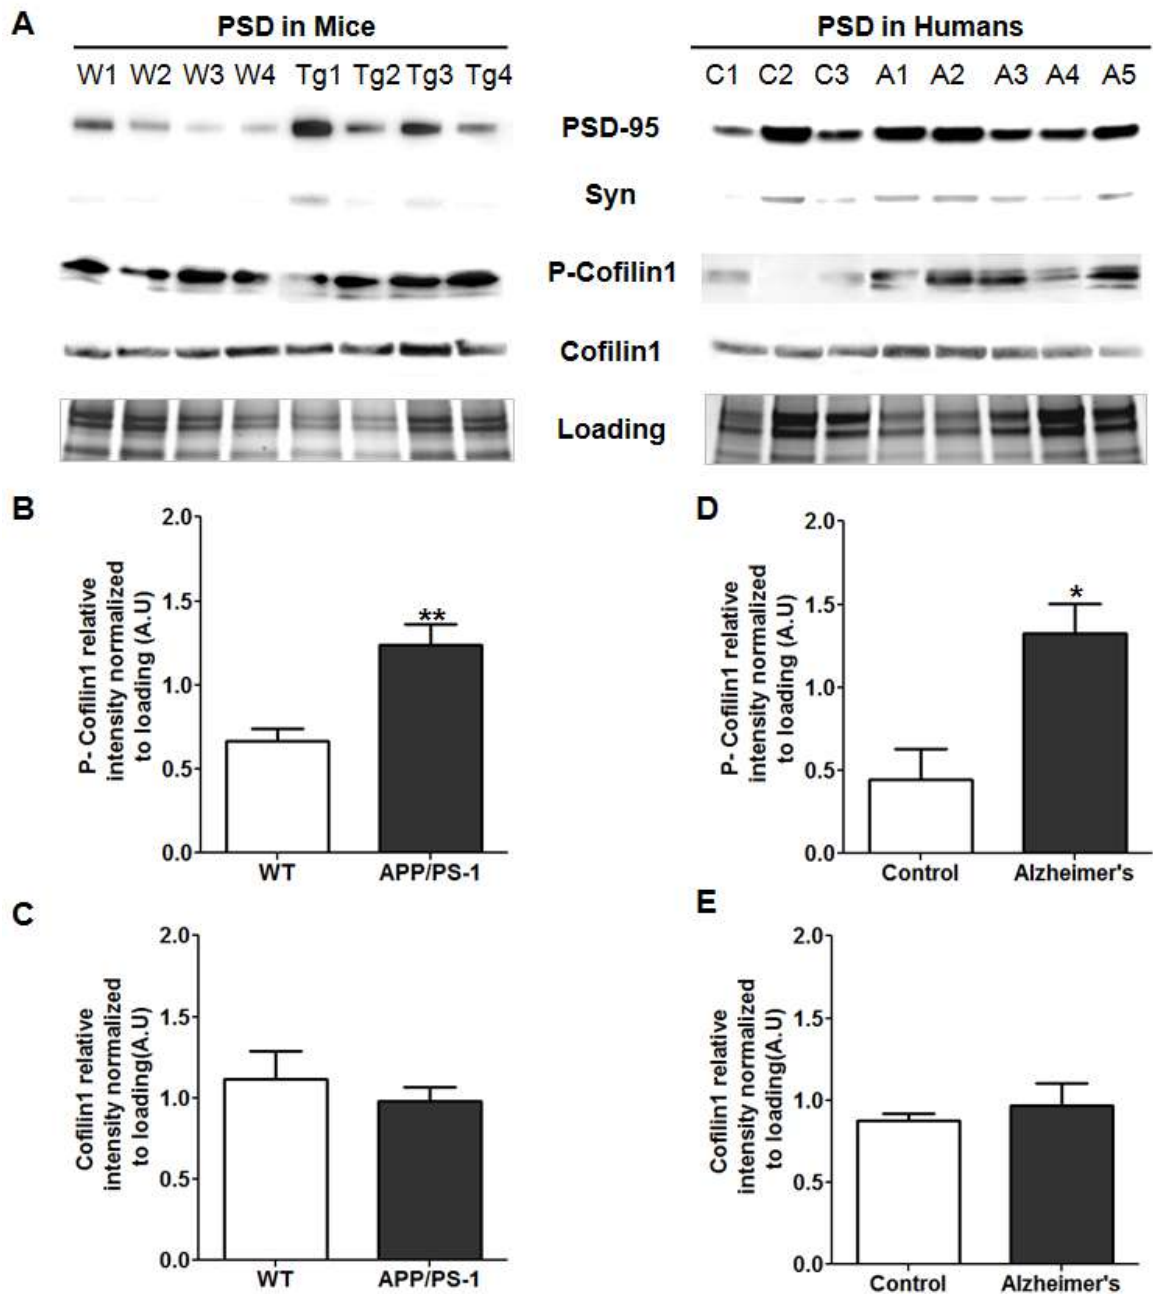 A
PSD in Mice
PSD in Humans
W1 W2 W3 W4 Tg1 Tg2 Tg3 Tg4
C1 C2 C3 A1 A2 A3 A4 A5
PSD-95
Syn
P-Cofilin1
Cofilin1
Loading
B
P- Cofilin1 relative
intensity normalized
to loading (A.U)
2.0
1.5
1.0
0.5
0.0
**
WT APP/PS-1
D
P- Cofilin1 relative
intensity normalized
to loading (A.U)
2.0
1.5
1.0
0.5
0.0
*
Control Alzheimer's
C
Cofilin1 relative
intensity normalized
to loading(A.U)
2.0
1.5
1.0
0.5
0.0
WT APP/PS-1
E
Cofilin1 relative
intensity normalized
to loading(A.U)
2.0
1.5
1.0
0.5
0.0
Control Alzheimer's